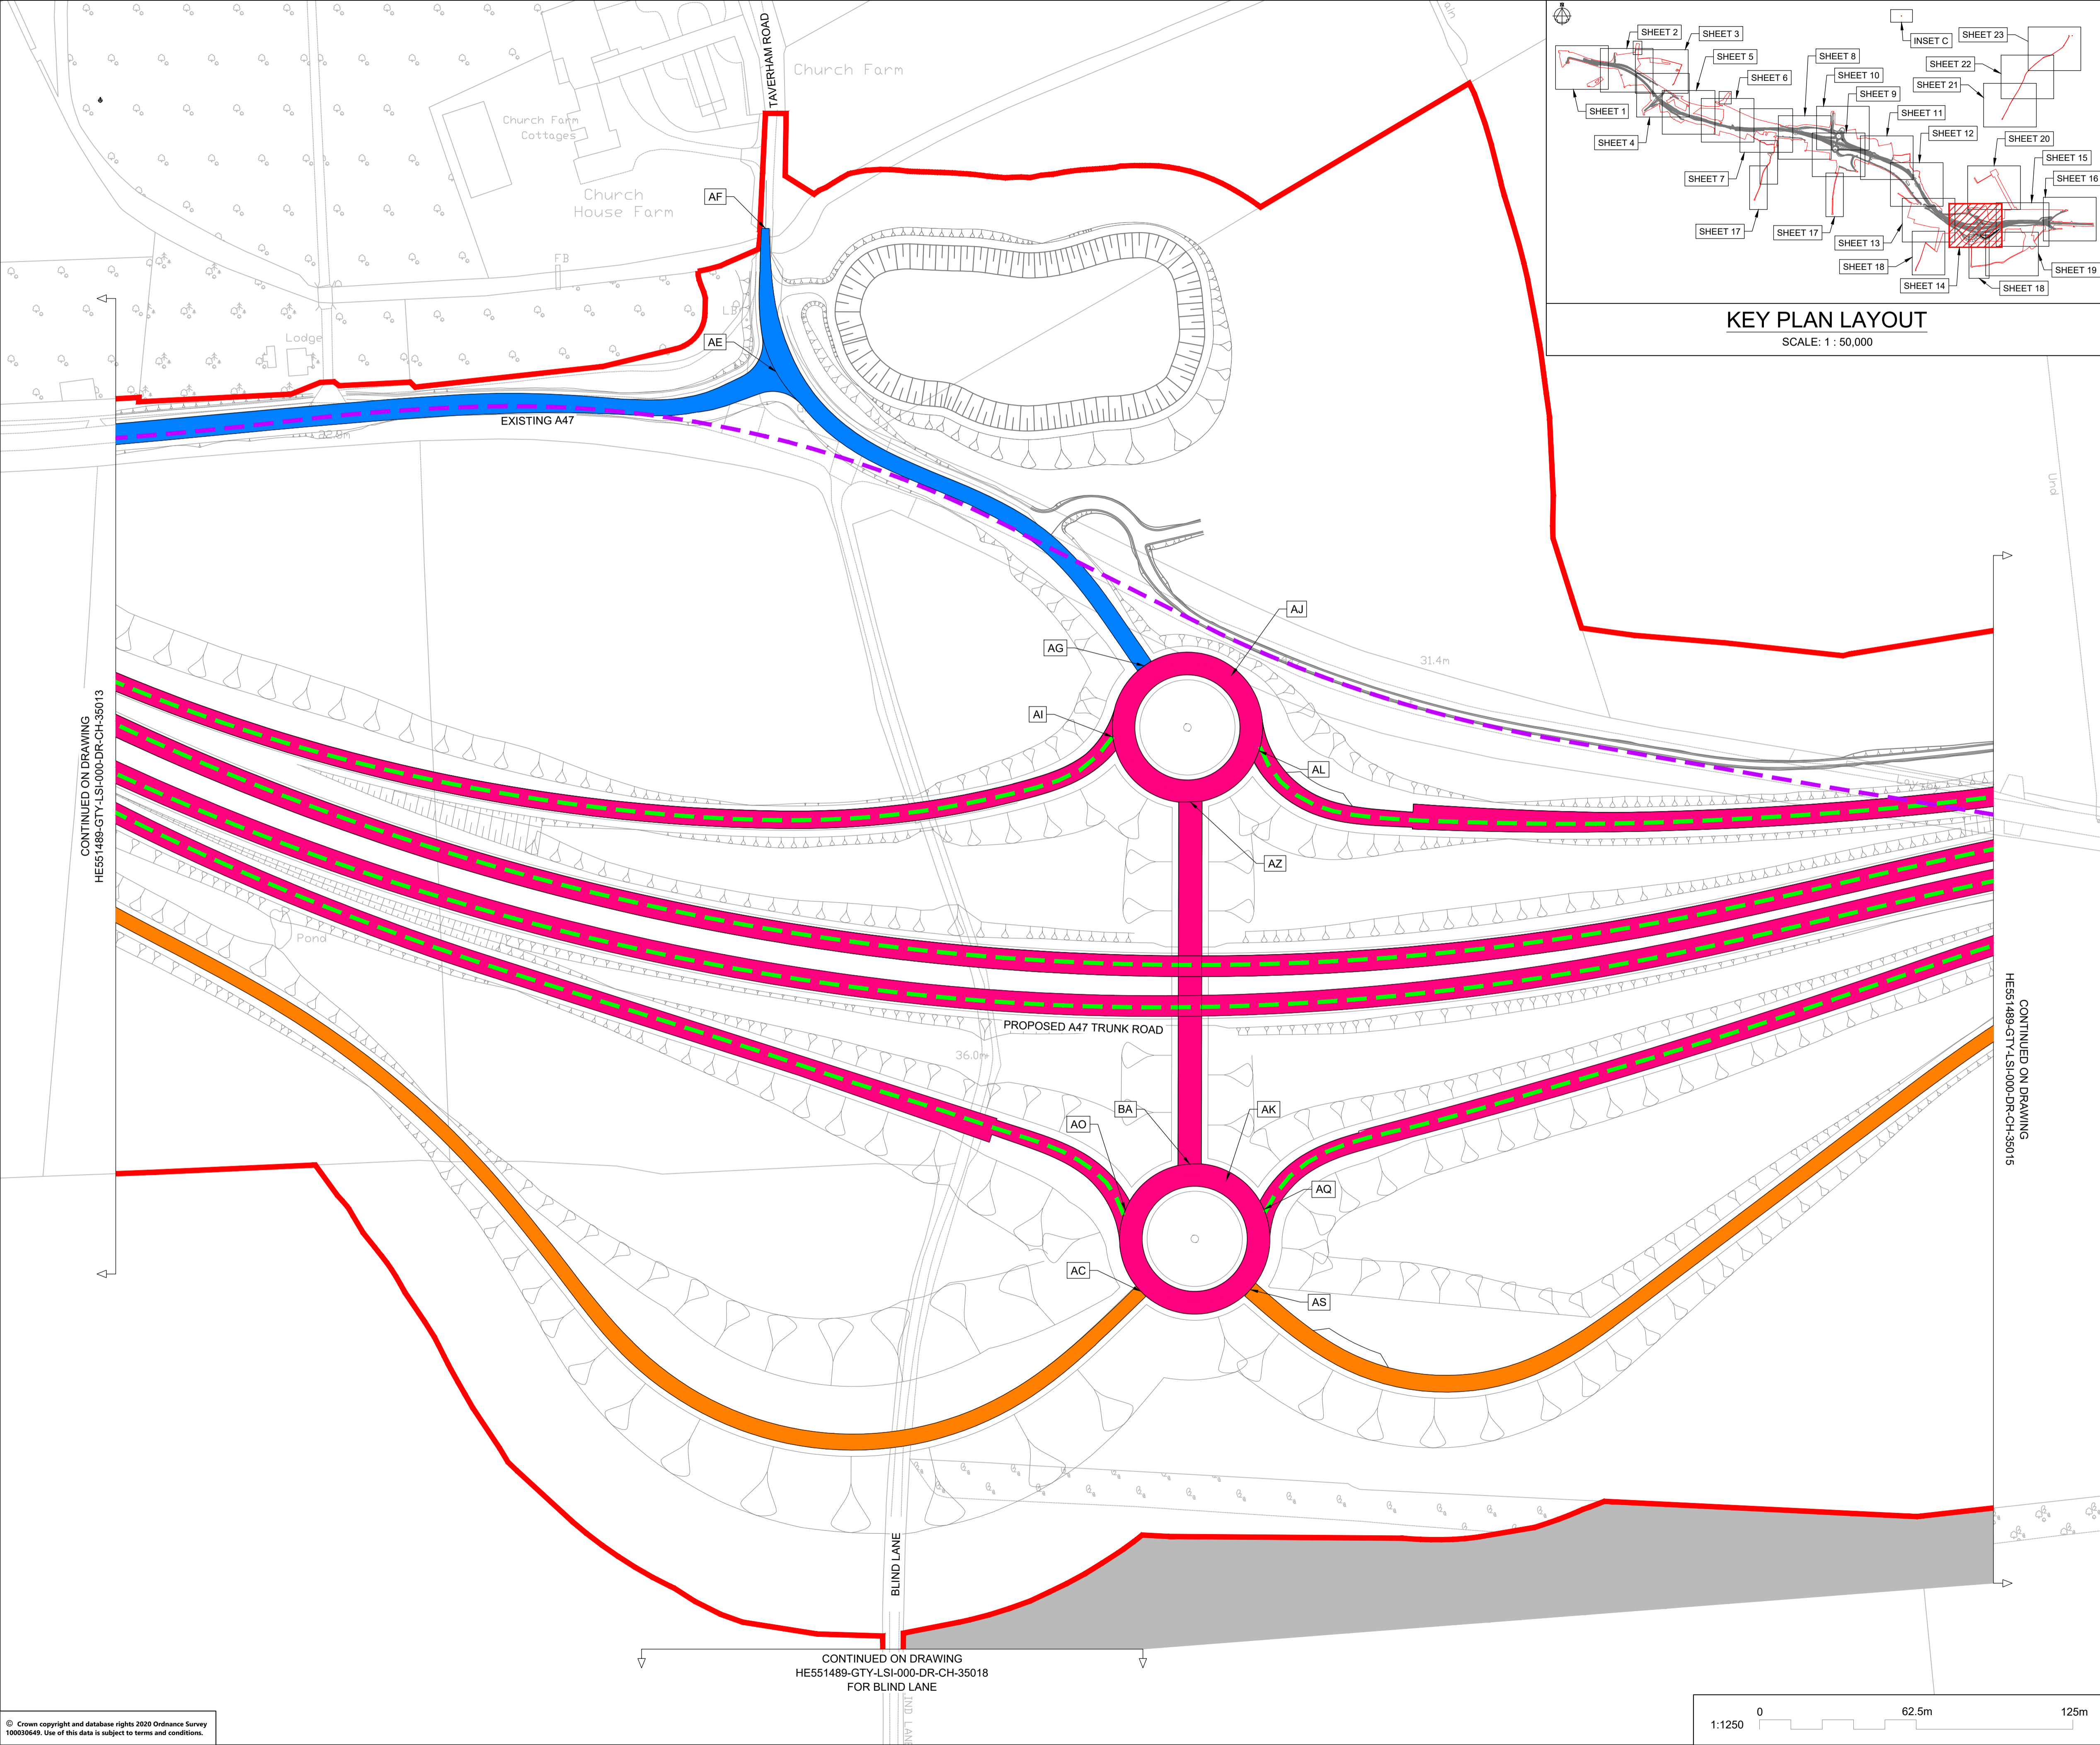 TAVERHAM ROAD
Church Farm
Church Farm
Cottages
Church
House Farm
FB
Lodge
AF
AE
EXISTING A47
32.9m
N
SHEET 2
SHEET 3
SHEET 5
SHEET 6
SHEET 8
SHEET 10
SHEET 9
SHEET 11
SHEET 12
INSET C
SHEET 23
SHEET 22
SHEET 21
SHEET 20
SHEET 15
SHEET 16
SHEET 1
SHEET 4
SHEET 7
SHEET 17
SHEET 17
SHEET 13
SHEET 18
SHEET 14
SHEET 18
SHEET 19
KEY PLAN LAYOUT
SCALE: 1 : 50,000
Und
AJ
AG
31.4m
AI
AL
AZ
CONTINUED ON DRAWING
HE551489-GTY-LSI-000-DR-CH-35013
Pond
PROPOSED A47 TRUNK ROAD
36.0m
BA
AK
AO
AQ
AC
AS
CONTINUED ON DRAWING
HE551489-GTY-LSI-000-DR-CH-35015
BLIND LANE
CONTINUED ON DRAWING
HE551489-GTY-LSI-000-DR-CH-35018
FOR BLIND LANE
IND LANE
© Crown copyright and database rights 2020 Ordnance Survey
100030649. Use of this data is subject to terms and conditions.
1:1250
0 62.5m 125m